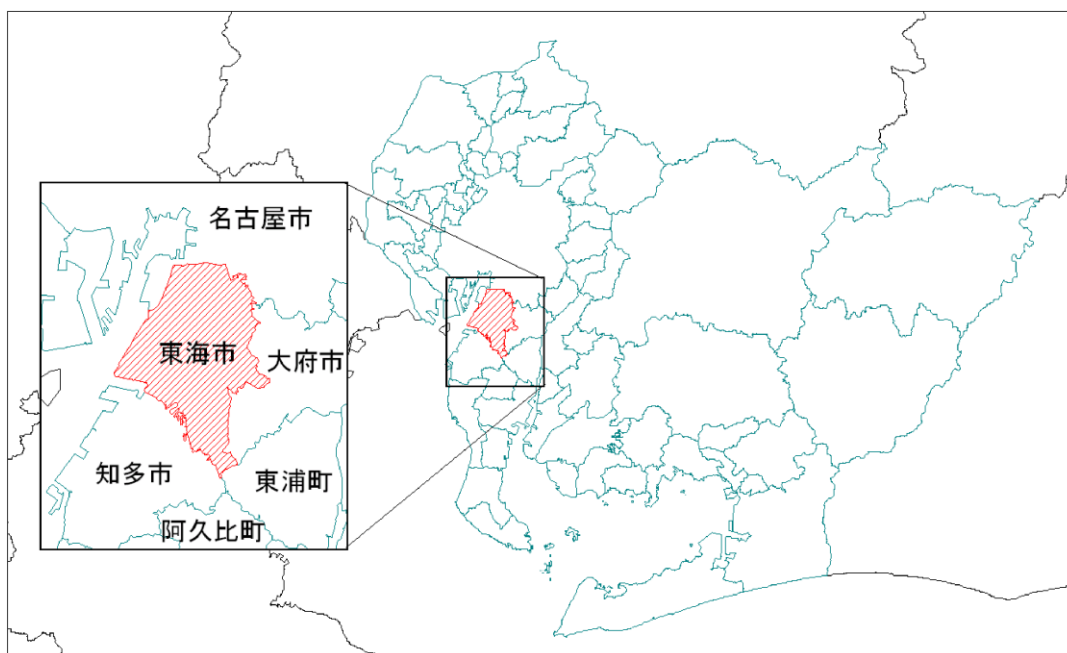 名古屋市
東海市
大府市
知多市
東浦町
阿久比町